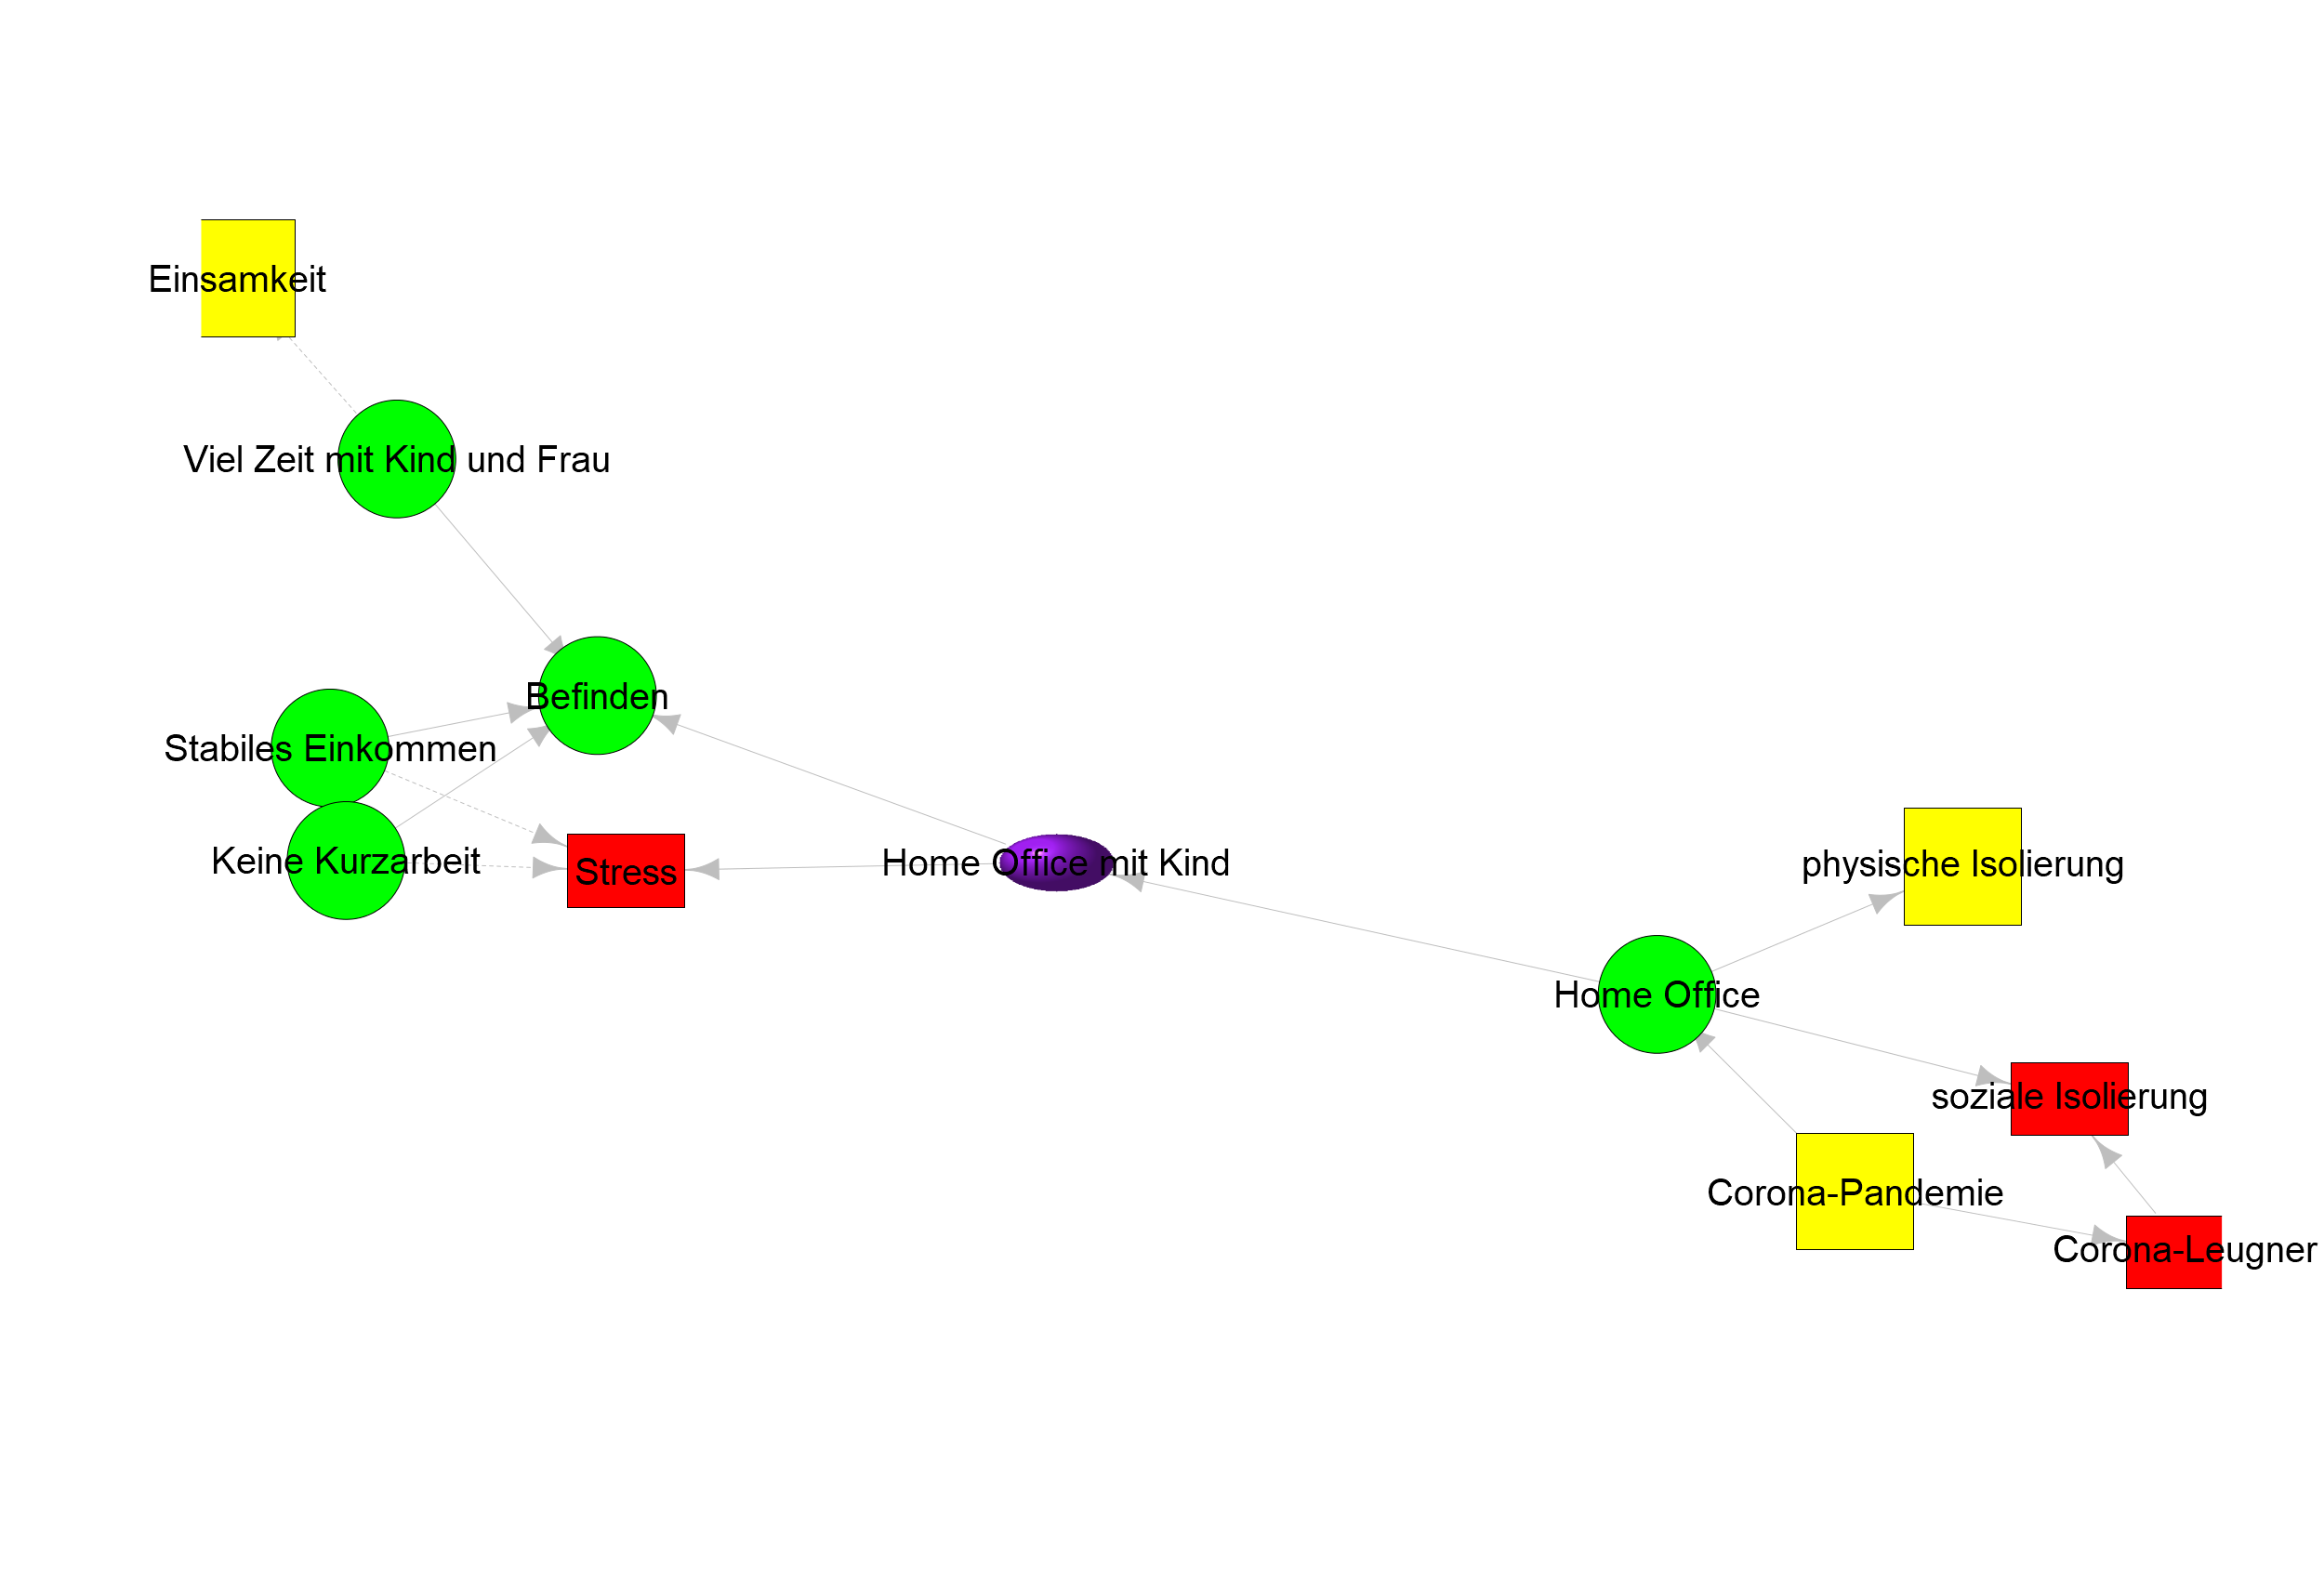 Einsamkeit
Viel Zeit mit Kind und Frau
Befinden
Stabiles Einkommen
Keine Kurzarbeit
Stress
Home Office mit Kind
physische Isolierung
Home Office
soziale Isolierung
Corona-Pandemie
Corona-Leugner